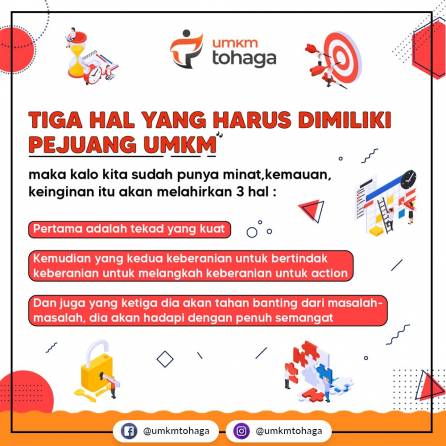 umkm
tohaga
TIGA HAL YANG HARUS DIMILIKI
PEJUANG UMKM
maka kalo kita sudah punya minat,kemauan,
keinginan itu akan melahirkan 3 hal :
Pertama adalah tekad yang kuat
Kemudian yang kedua keberanian untuk bertindak
keberanian untuk melangkah keberanian untuk action
Dan juga yang ketiga dia akan tahan banting dari masalah-
masalah, dia akan hadapi dengan penuh semangat
@umkmtohaga
@umkmtohaga